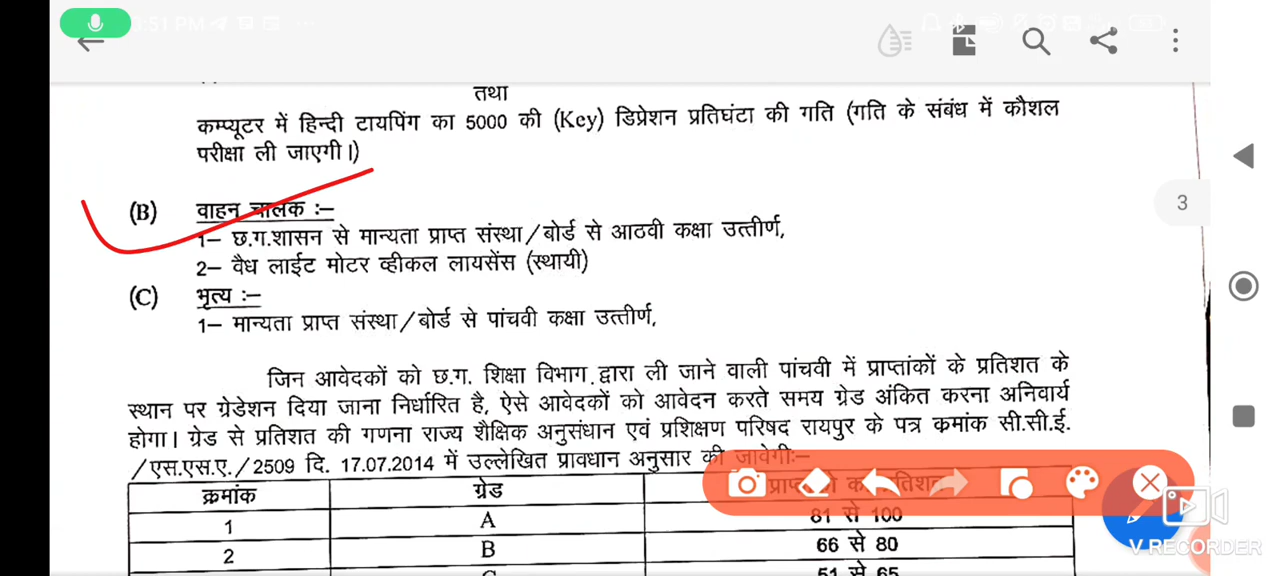 :51 PM
तथा
कम्प्यूटर में हिन्दी टायपिंग का 5000 की (Key) डिप्रेशन प्रतिघंटा की गति (गति के संबंध में कौशल
परीक्षा ली जाएगी।)
3
(B) वाहन चालक :–
1– छ.ग.शासन से मान्यता प्राप्त संस्था/बोर्ड से आठवी कक्षा उत्तीर्ण,
2– वैध लाईट मोटर व्हीकल लायसेंस (स्थायी)
(C) भृत्य :–
1– मान्यता प्राप्त संस्था/बोर्ड से पांचवी कक्षा उत्तीर्ण,
जिन आवेदकों को छ.ग. शिक्षा विभाग द्वारा ली जाने वाली पांचवी में प्राप्तांकों के प्रतिशत के
स्थान पर ग्रेडेशन दिया जाना निर्धारित है, ऐसे आवेदकों को आवेदन करते समय ग्रेड अंकित करना अनिवार्य
होगा। ग्रेड से प्रतिशत की गणना राज्य शैक्षिक अनुसंधान एवं प्रशिक्षण परिषद रायपुर के पत्र कमांक सी.सी.ई.
/एस.एस.ए./2509 दि. 17.07.2014 में उल्लेखित प्रावधान अनुसार की जावेगी:–
क्रमांक ग्रेड
1 A 81 से 100
2 B 66 से 80
51 से 65
V RECORDER